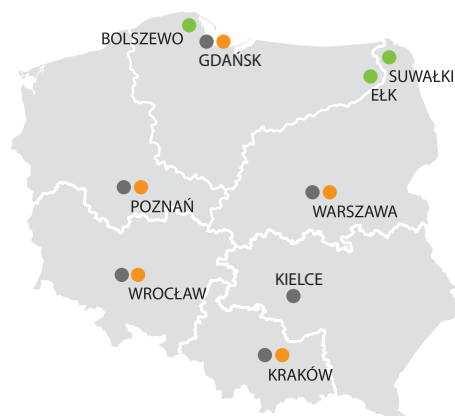 BOLSZEWO
GDAŃSK
SUWAŁKI
EŁK
POZNAŃ
WARSZAWA
KIELCE
WROCŁAW
KRAKÓW